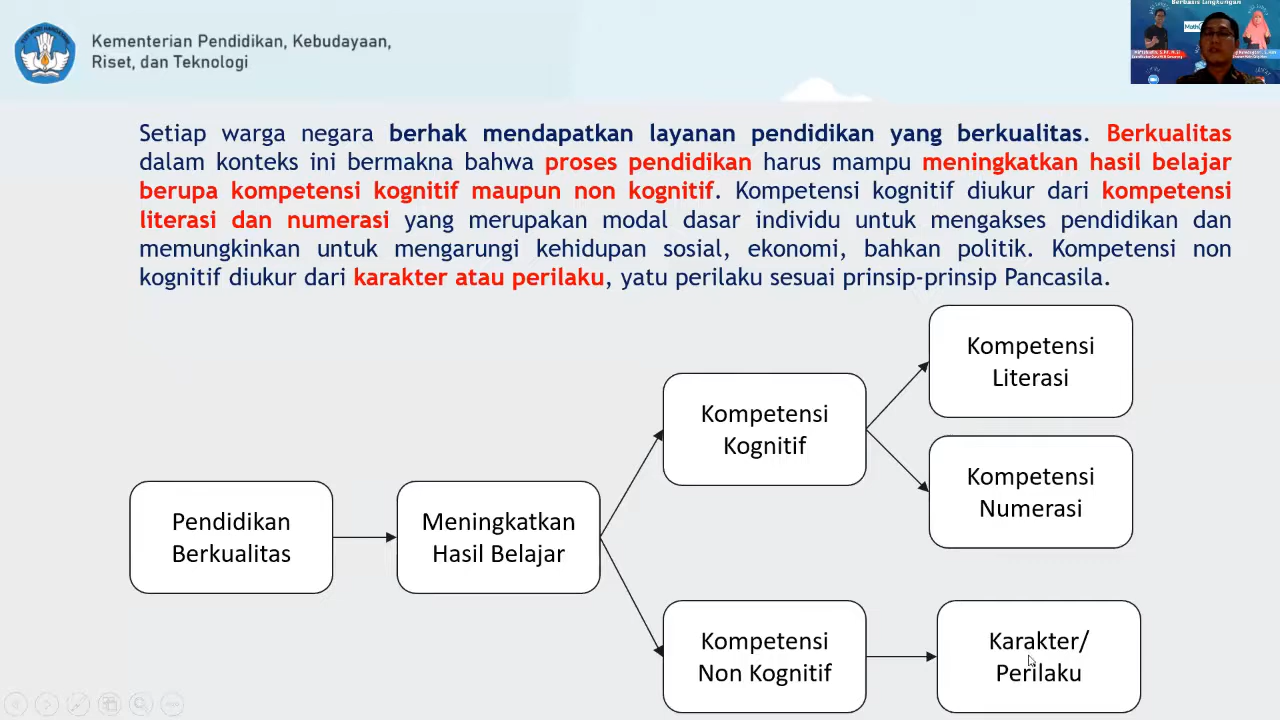 Kementerian Pendidikan, Kebudayaan,
Riset, dan Teknologi
Berbasis Lingkungan
Setiap warga negara berhak mendapatkan layanan pendidikan yang berkualitas. Berkualitas
dalam konteks ini bermakna bahwa proses pendidikan harus mampu meningkatkan hasil belajar
berupa kompetensi kognitif maupun non kognitif. Kompetensi kognitif diukur dari kompetensi
literasi dan numerasi yang merupakan modal dasar individu untuk mengakses pendidikan dan
memungkinkan untuk mengarungi kehidupan sosial, ekonomi, bahkan politik. Kompetensi non
kognitif diukur dari karakter atau perilaku, yatu perilaku sesuai prinsip-prinsip Pancasila.
Kompetensi
Literasi
Kompetensi
Kognitif
Kompetensi
Numerasi
Pendidikan
Berkualitas
Meningkatkan
Hasil Belajar
Kompetensi
Non Kognitif
Karakter/
Perilaku